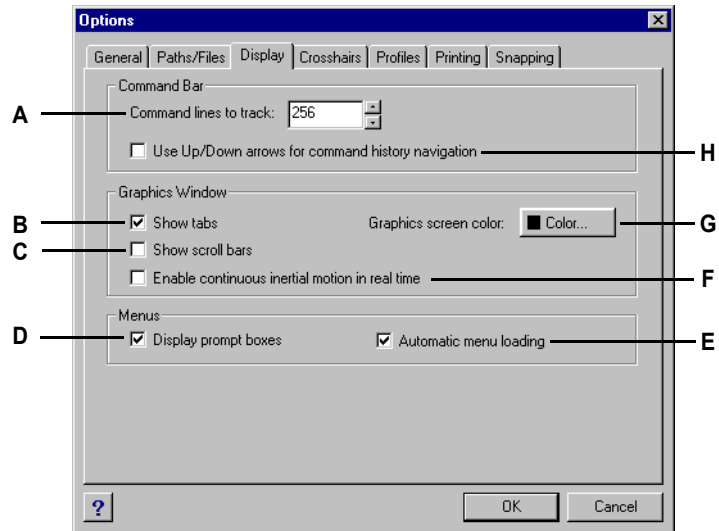 Options
General Paths/Files Display Crosshairs Profiles Printing Snapping
Command Bar
A Command lines to track: 256
Use Up/Down arrows for command history navigation H
Graphics Window
B Show tabs Graphics screen color: Color... G
C Show scroll bars
Enable continuous inertial motion in real time F
Menus
D Display prompt boxes Automatic menu loading E
? OK Cancel